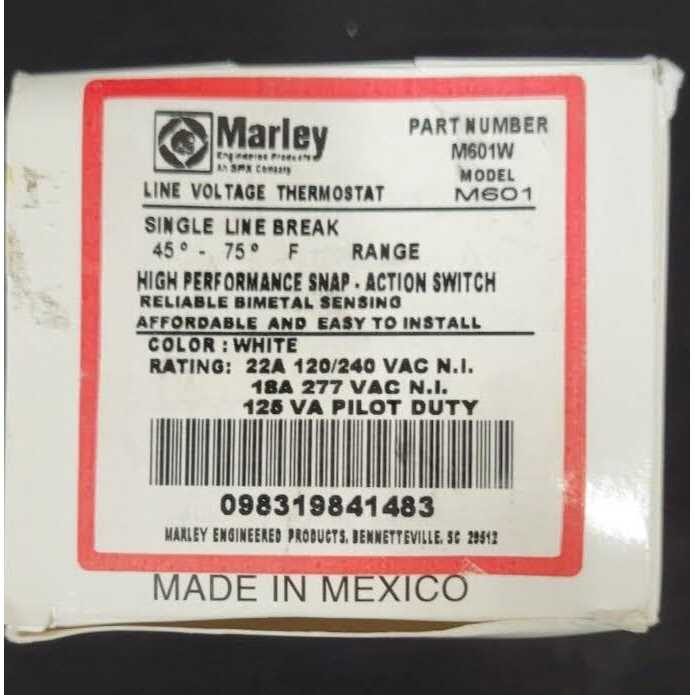 Marley
Engineered Products
An SPX Company
PART NUMBER
M601W
MODEL
M601
LINE VOLTAGE THERMOSTAT
SINGLE LINE BREAK
45° - 75° F RANGE
HIGH PERFORMANCE SNAP - ACTION SWITCH
RELIABLE BIMETAL SENSING
AFFORDABLE AND EASY TO INSTALL
COLOR : WHITE
RATING: 22A 120/240 VAC N.I.
18A 277 VAC N.I.
125 VA PILOT DUTY
098319841483
MARLEY ENGINEERED PRODUCTS, BENNETTEVILLE, SC 29512
MADE IN MEXICO